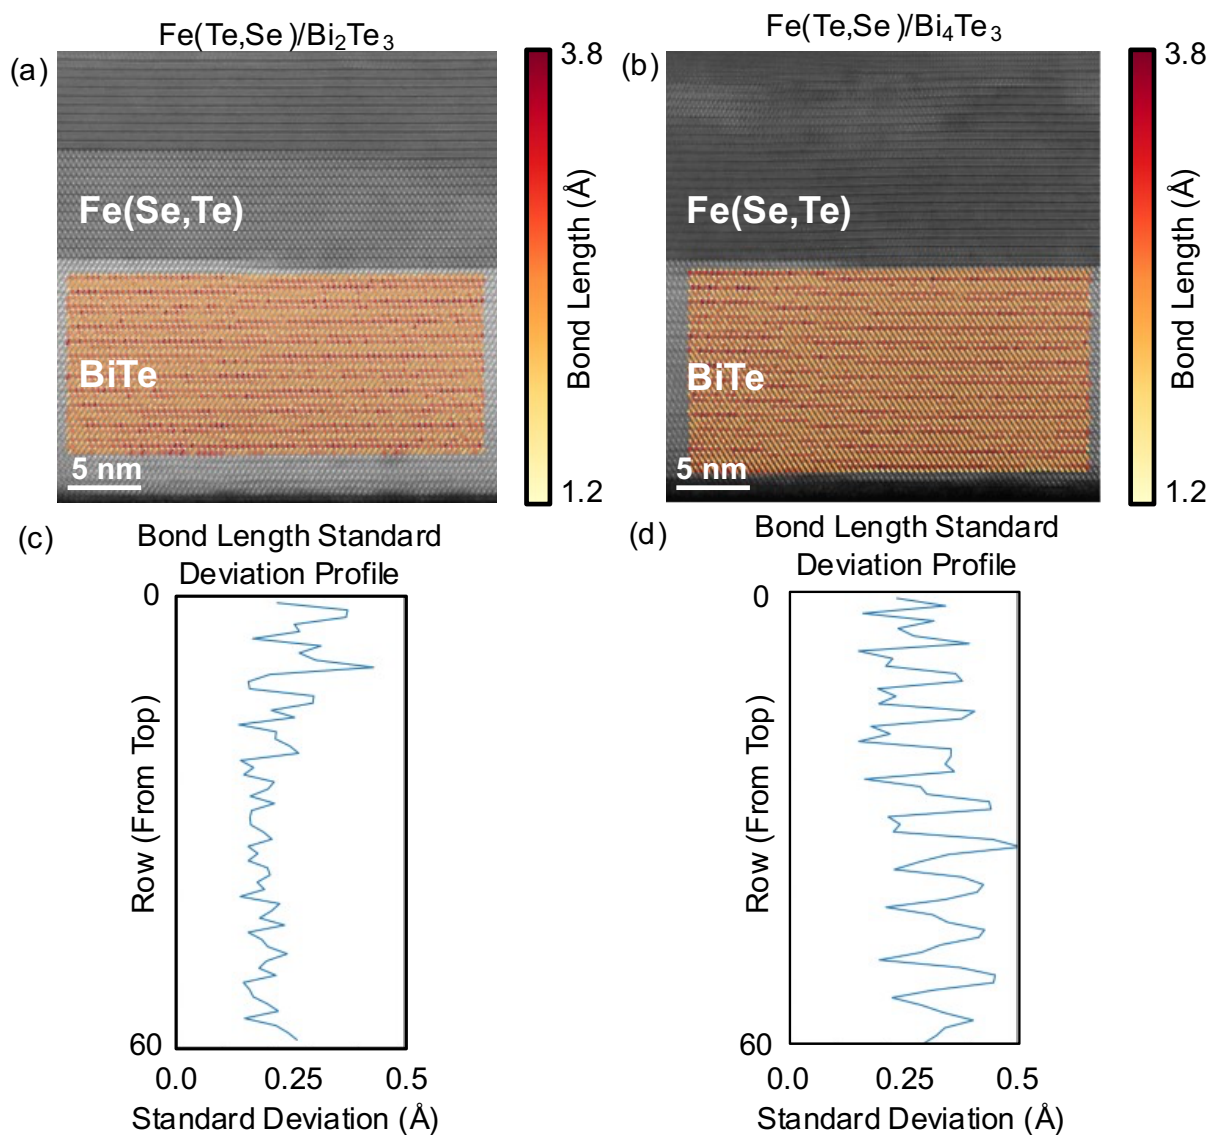 Fe(Te,Se)/Bi₂Te₃
(a)
Fe(Se,Te)
BiTe
5 nm
3.8
Bond Length (Å)
1.2
Fe(Te,Se)/Bi₄Te₃
(b)
Fe(Se,Te)
BiTe
5 nm
3.8
Bond Length (Å)
1.2
(c)
Bond Length Standard
Deviation Profile
0
Row (From Top)
60
0.0 0.25 0.5
Standard Deviation (Å)
(d)
Bond Length Standard
Deviation Profile
0
Row (From Top)
60
0.0 0.25 0.5
Standard Deviation (Å)